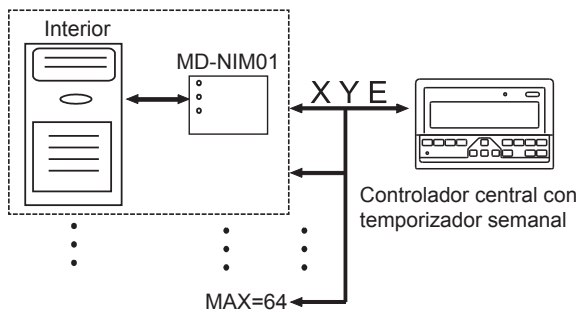 Interior
MD-NIM01
X Y E
Controlador central con
temporizador semanal
MAX=64